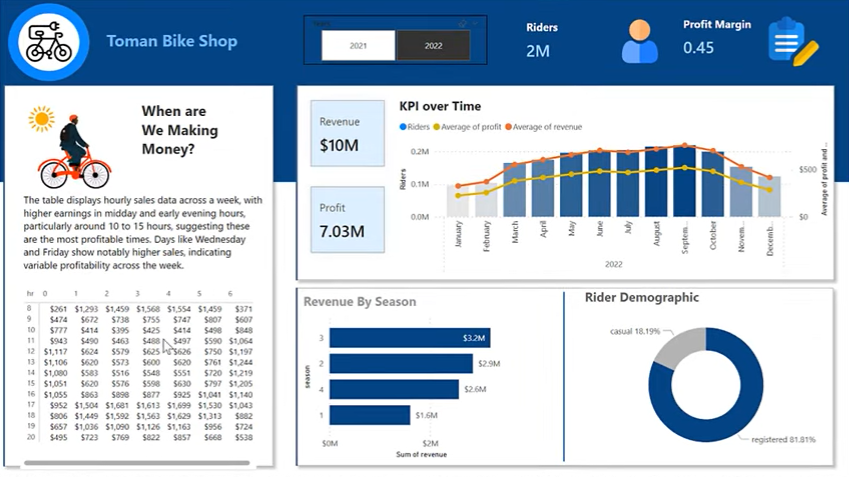 Toman Bike Shop
2021
2022
Riders
2M
Profit Margin
0.45
When are
We Making
Money?
The table displays hourly sales data across a week, with
higher earnings in midday and early evening hours,
particularly around 10 to 15 hours, suggesting these
are the most profitable times. Days like Wednesday
and Friday show notably higher sales, indicating
variable profitability across the week.
hr 0 1 2 3 4 5 6
8 $261 $1,293 $1,459 $1,568 $1,554 $1,459 $371
9 $474 $672 $738 $755 $747 $807 $607
10 $777 $414 $395 $425 $414 $498 $848
11 $943 $490 $463 $488 $497 $590 $1,064
12 $1,117 $624 $579 $625 $626 $750 $1,197
13 $1,106 $620 $573 $600 $620 $761 $1,244
14 $1,080 $583 $516 $548 $551 $720 $1,219
15 $1,051 $620 $576 $598 $630 $797 $1,205
16 $1,055 $863 $898 $877 $925 $1,041 $1,140
17 $952 $1,504 $1,681 $1,613 $1,699 $1,530 $1,043
18 $806 $1,449 $1,592 $1,563 $1,629 $1,313 $882
19 $657 $1,036 $1,090 $1,126 $1,163 $956 $724
20 $495 $723 $769 $822 $857 $668 $538
Revenue
$10M
Profit
7.03M
KPI over Time
Riders Average of profit Average of revenue
Riders
0.2M
0.1M
0.0M
$500
$0
Average of profit and ...
January
February
March
April
May
June
July
August
Septem...
October
Novem...
Decemb...
2022
Revenue By Season
season
3 $3.2M
2 $2.9M
4 $2.6M
1 $1.6M
$0M $2M
Sum of revenue
Rider Demographic
casual 18.19%
registered 81.81%